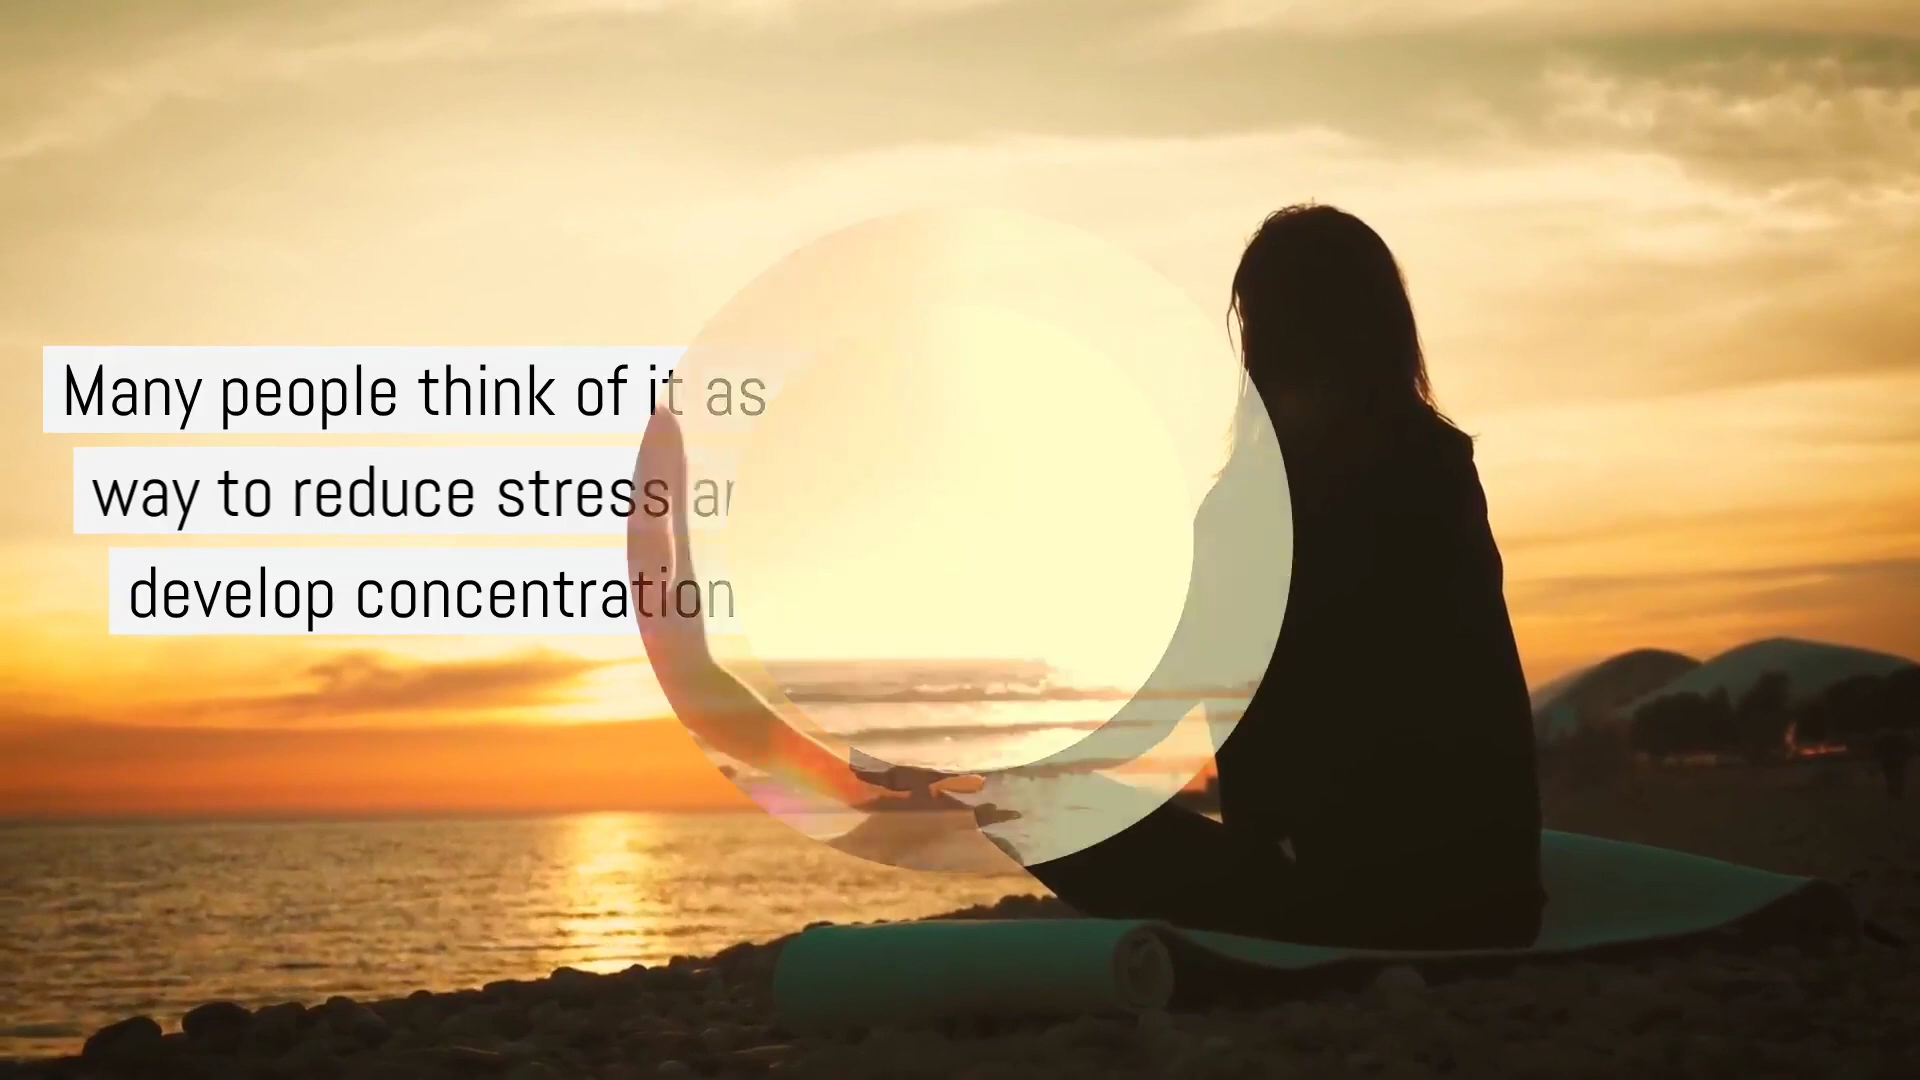 Many people think of it as
way to reduce stress
develop concentration